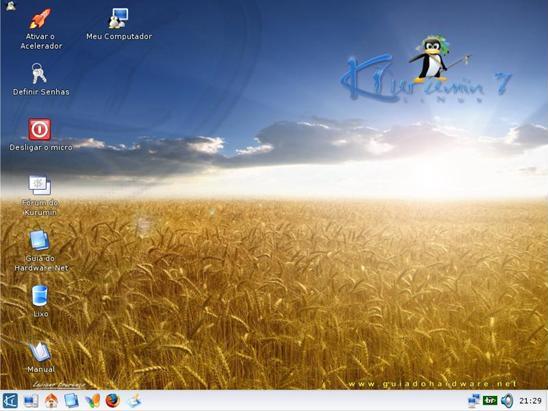 Ativar o
Acelerador
Meu Computador
Definir Senhas
Kurumin 7
LINUX
Desligar o micro
Fórum do
Kurumin
Guia do
Hardware.Net
Lixo
Manual
www.guiadohardware.net
br
21:29